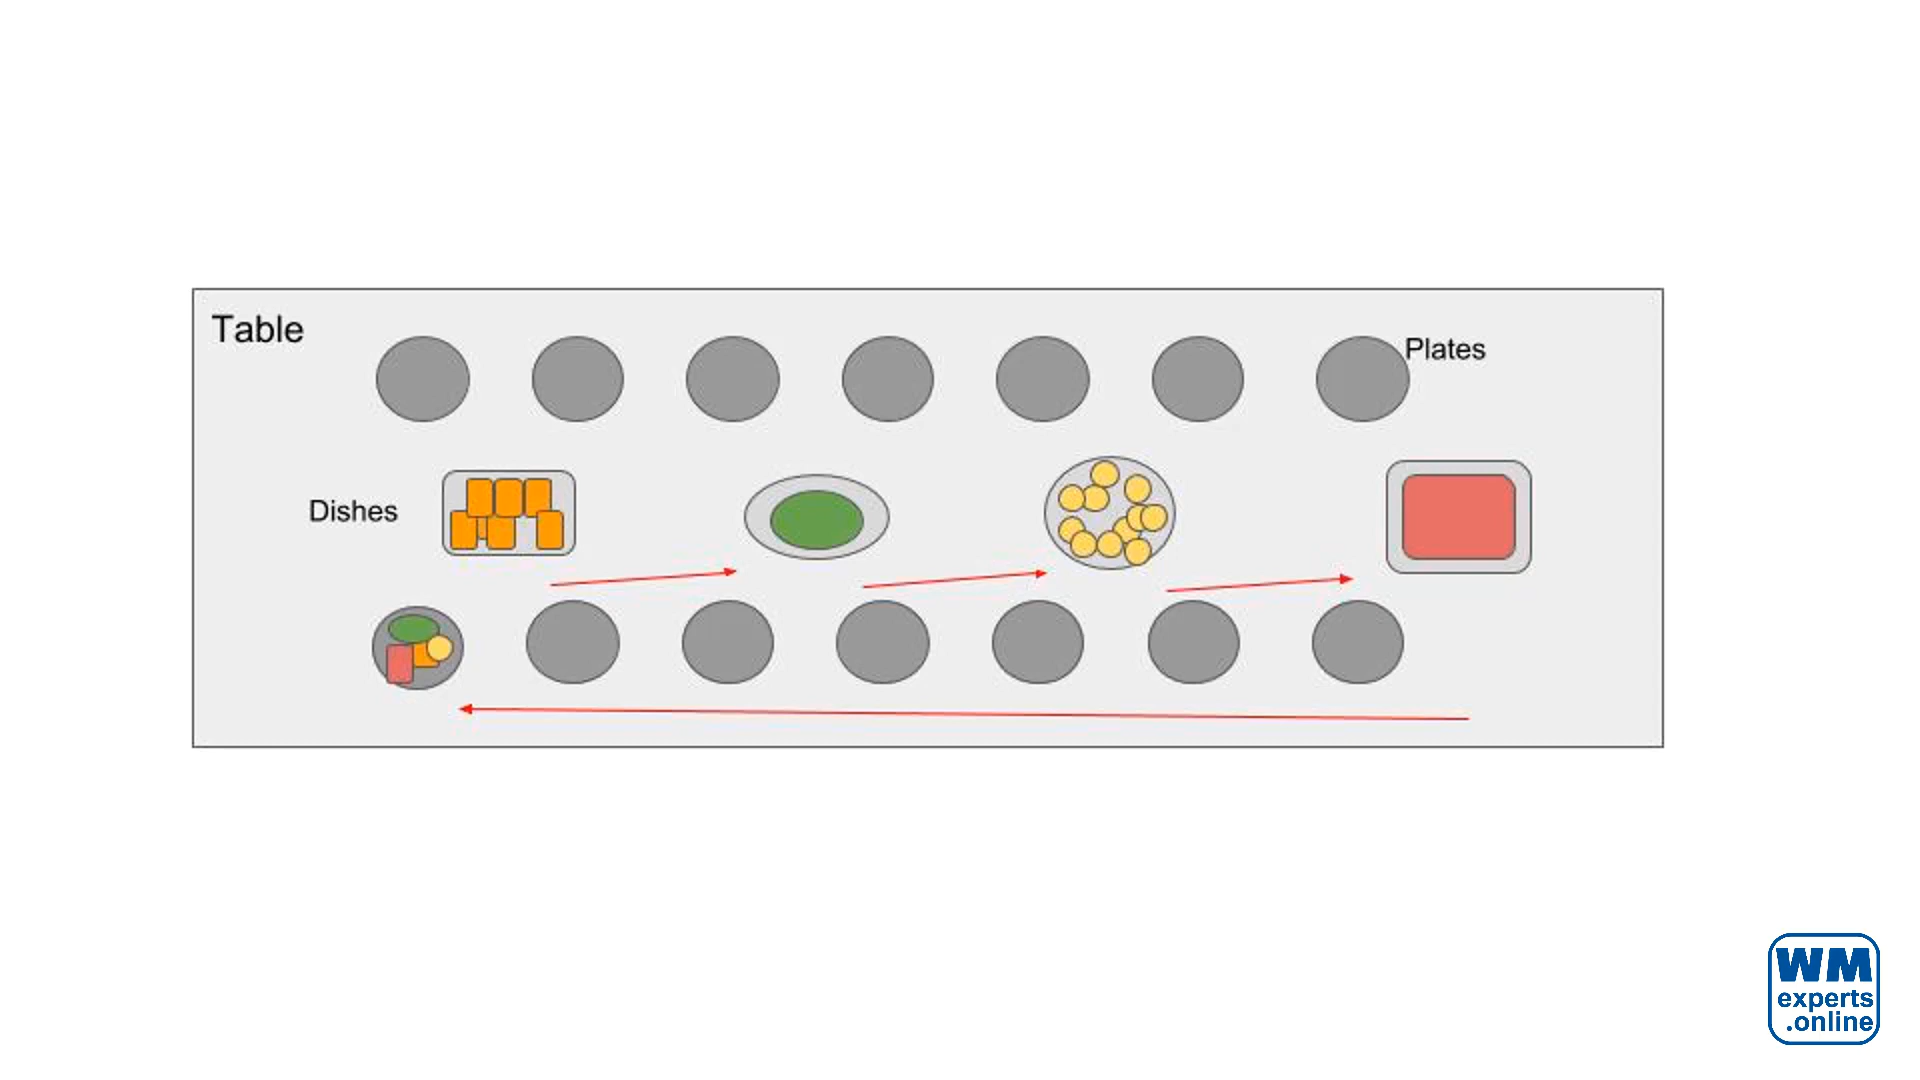 Table
Plates
Dishes
WM
experts
.online